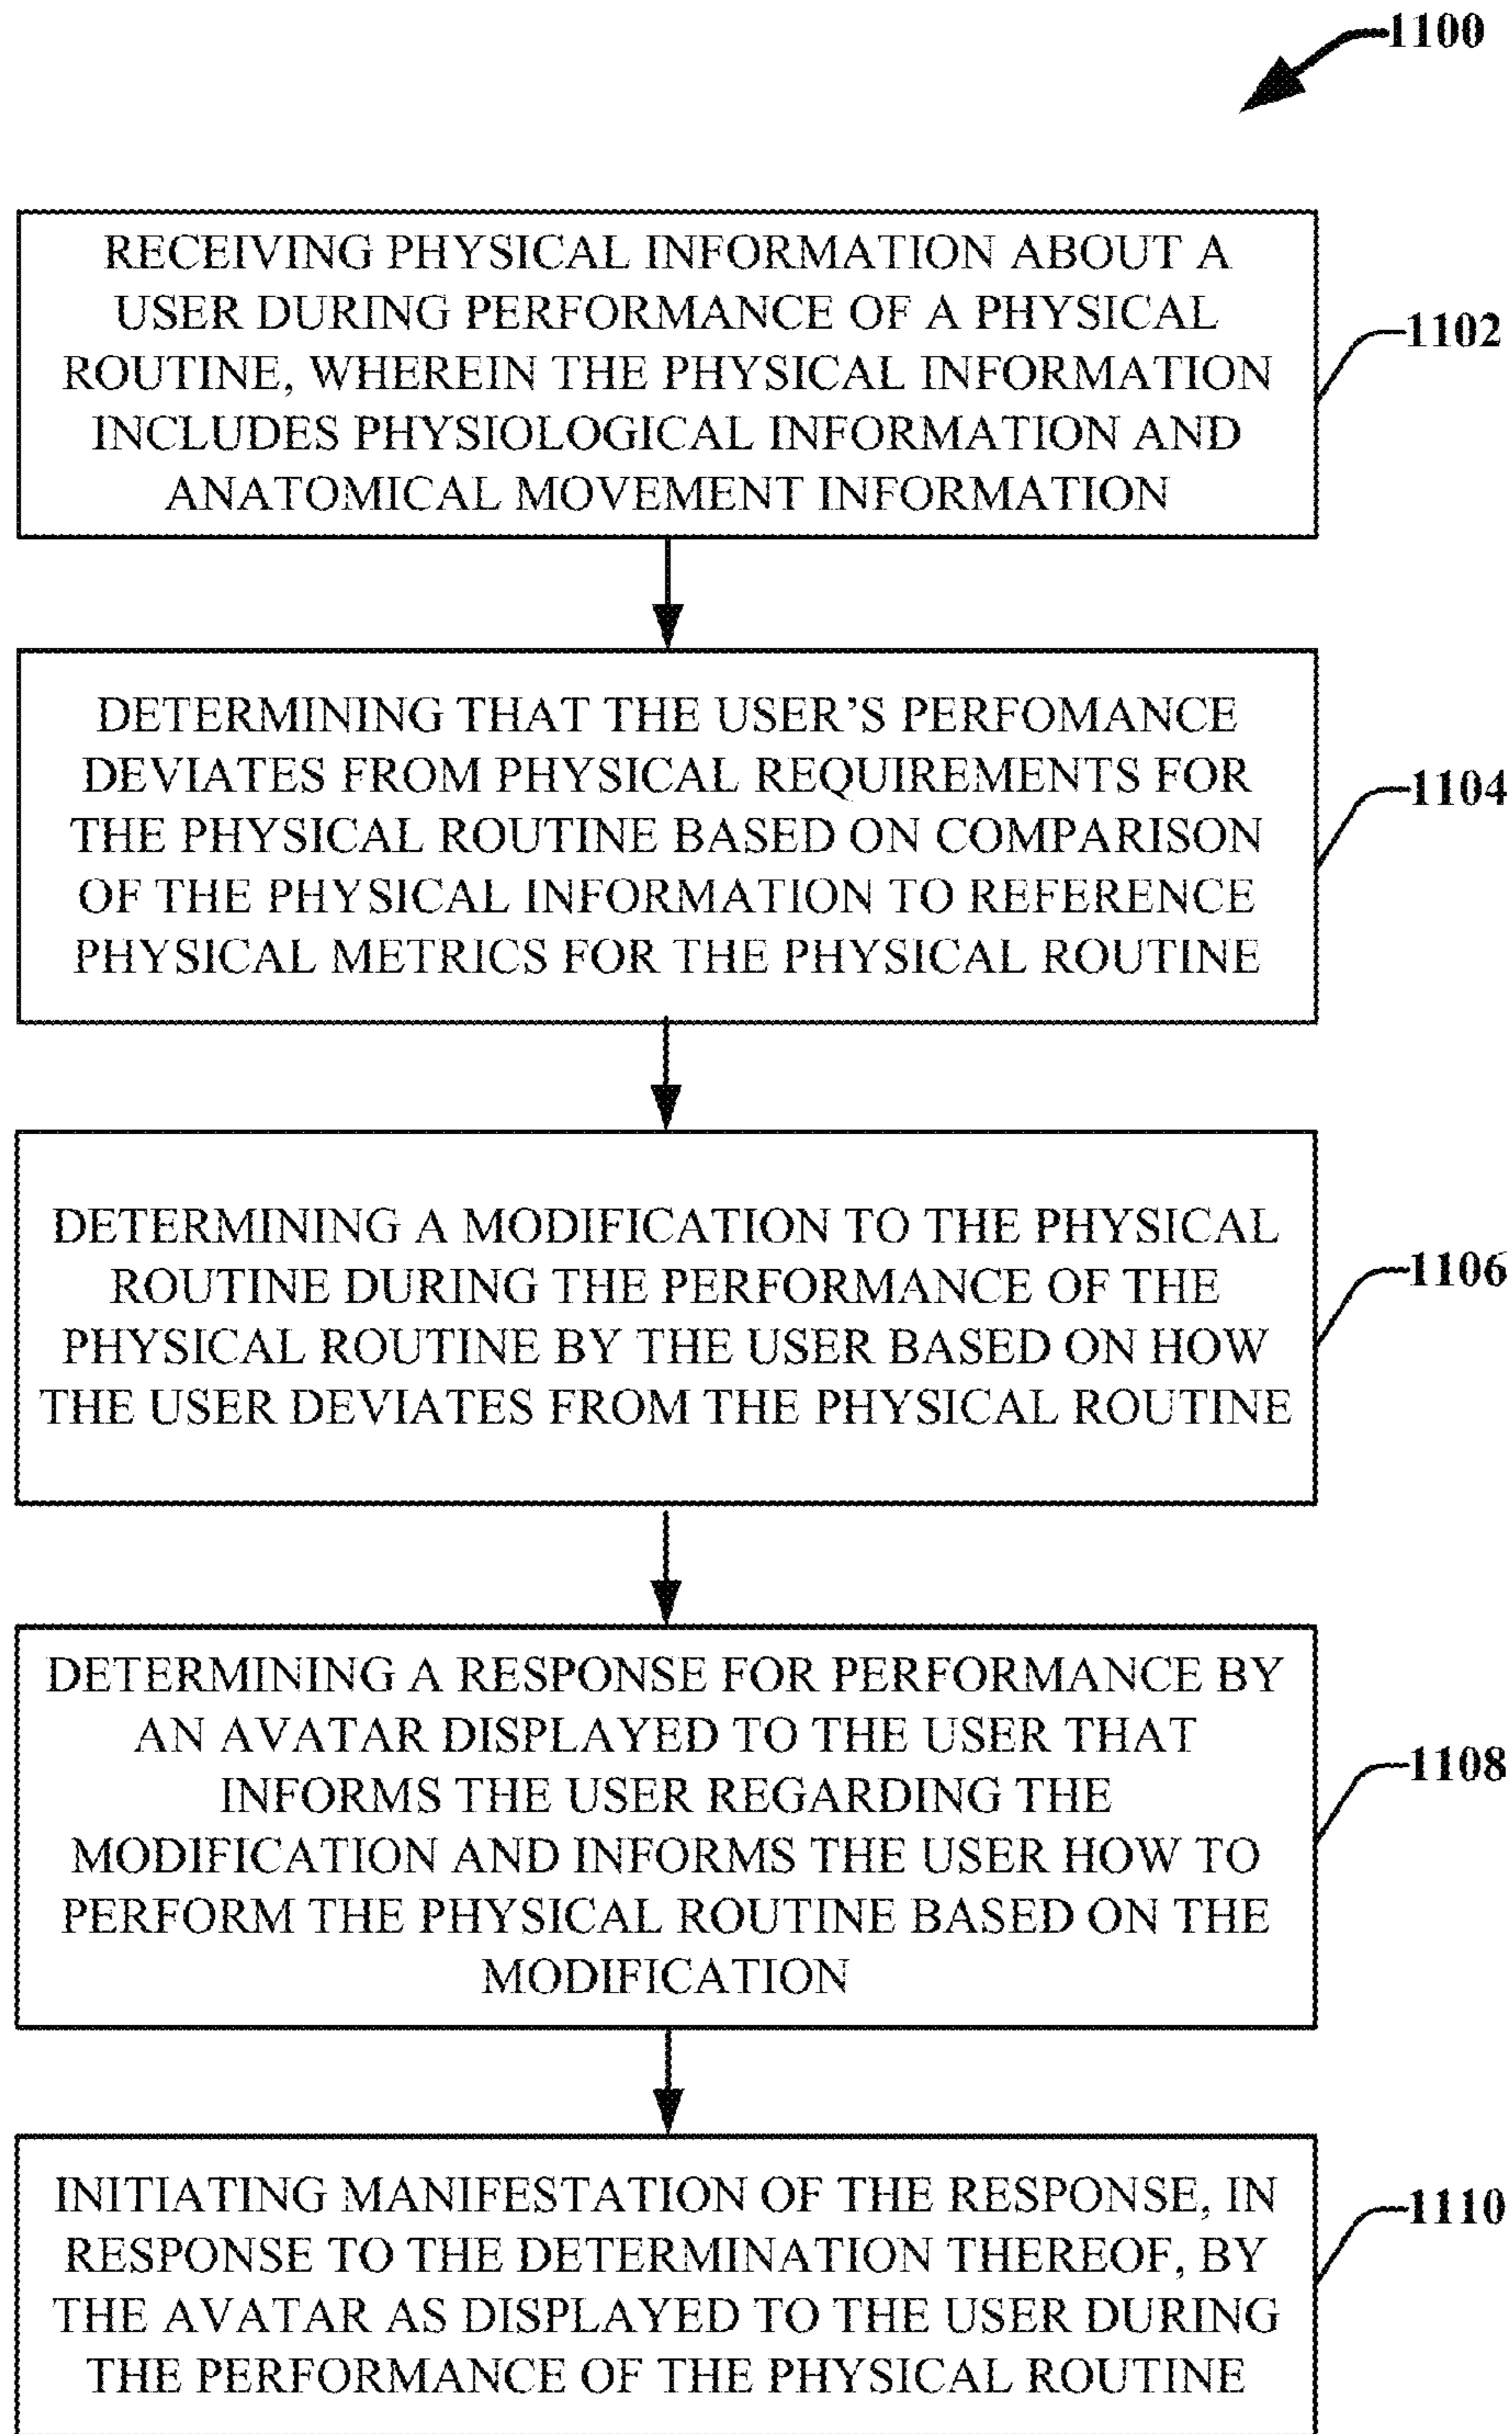 1100
RECEIVING PHYSICAL INFORMATION ABOUT A
USER DURING PERFORMANCE OF A PHYSICAL
ROUTINE, WHEREIN THE PHYSICAL INFORMATION
INCLUDES PHYSIOLOGICAL INFORMATION AND
ANATOMICAL MOVEMENT INFORMATION
1102
DETERMINING THAT THE USER’S PERFOMANCE
DEVIATES FROM PHYSICAL REQUIREMENTS FOR
THE PHYSICAL ROUTINE BASED ON COMPARISON
OF THE PHYSICAL INFORMATION TO REFERENCE
PHYSICAL METRICS FOR THE PHYSICAL ROUTINE
1104
DETERMINING A MODIFICATION TO THE PHYSICAL
ROUTINE DURING THE PERFORMANCE OF THE
PHYSICAL ROUTINE BY THE USER BASED ON HOW
THE USER DEVIATES FROM THE PHYSICAL ROUTINE
1106
DETERMINING A RESPONSE FOR PERFORMANCE BY
AN AVATAR DISPLAYED TO THE USER THAT
INFORMS THE USER REGARDING THE
MODIFICATION AND INFORMS THE USER HOW TO
PERFORM THE PHYSICAL ROUTINE BASED ON THE
MODIFICATION
1108
INITIATING MANIFESTATION OF THE RESPONSE, IN
RESPONSE TO THE DETERMINATION THEREOF, BY
THE AVATAR AS DISPLAYED TO THE USER DURING
THE PERFORMANCE OF THE PHYSICAL ROUTINE
1110